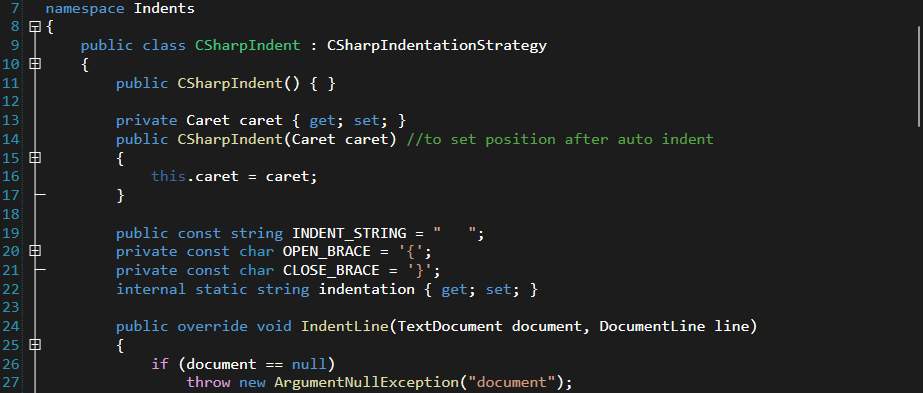 7 namespace Indents
8 {
9     public class CSharpIndent : CSharpIndentationStrategy
10     {
11         public CSharpIndent() { }
12
13         private Caret caret { get; set; }
14         public CSharpIndent(Caret caret) //to set position after auto indent
15         {
16             this.caret = caret;
17         }
18
19         public const string INDENT_STRING = "   ";
20         private const char OPEN_BRACE = '{';
21         private const char CLOSE_BRACE = '}';
22         internal static string indentation { get; set; }
23
24         public override void IndentLine(TextDocument document, DocumentLine line)
25         {
26             if (document == null)
27                 throw new ArgumentNullException("document");